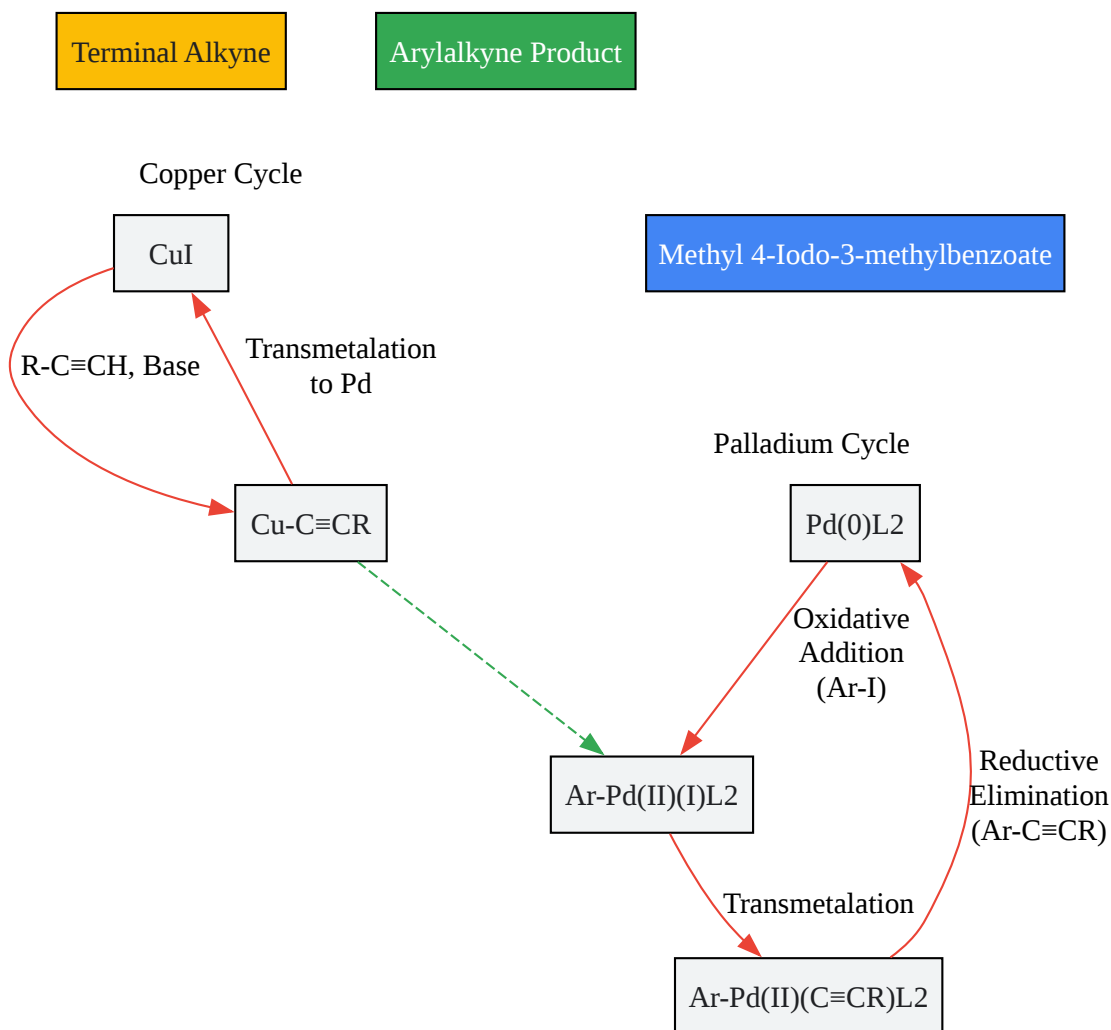 Terminal Alkyne
Arylalkyne Product
Copper Cycle
CuI
Methyl 4-Iodo-3-methylbenzoate
R-C≡CH, Base
Transmetalation
to Pd
Palladium Cycle
Cu-C≡CR
Pd(0)L2
Oxidative
Addition
(Ar-I)
Ar-Pd(II)(I)L2
Reductive
Elimination
(Ar-C≡CR)
Transmetalation
Ar-Pd(II)(C≡CR)L2